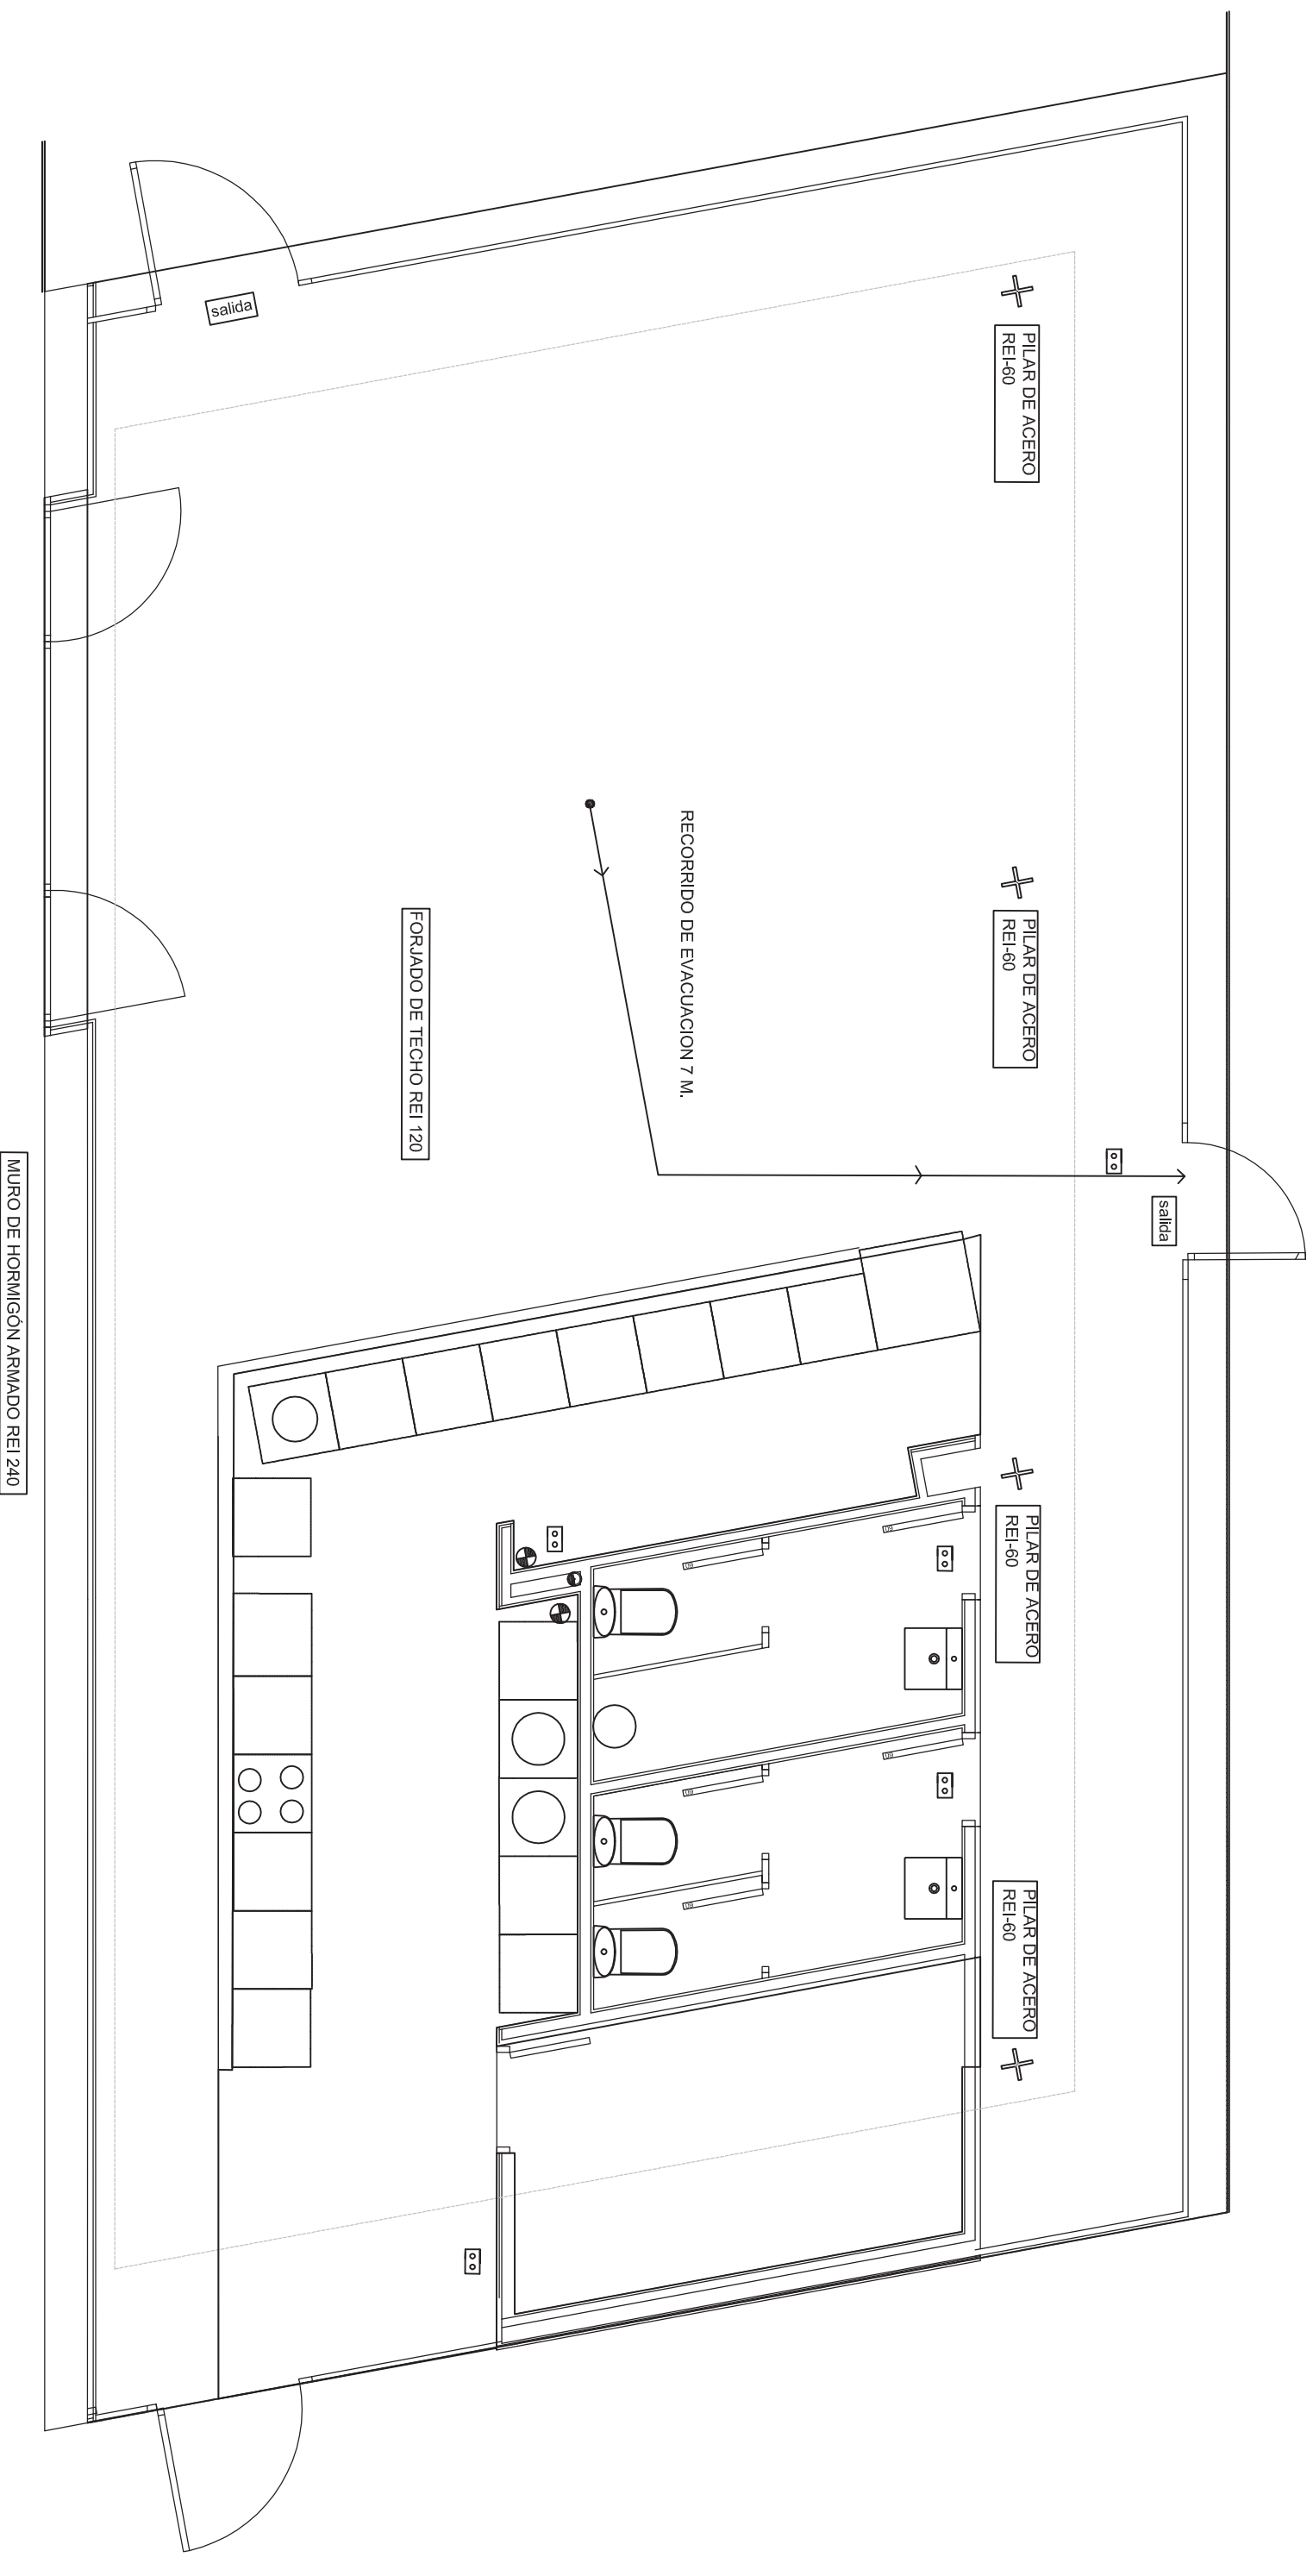 salida
PILAR DE ACERO
REI-60
PILAR DE ACERO
REI-60
RECORRIDO DE EVACUACION 7 M.
FORJADO DE TECHO REI 120
salida
MURO DE HORMIGÓN ARMADO REI 240
PILAR DE ACERO
REI-60
PILAR DE ACERO
REI-60